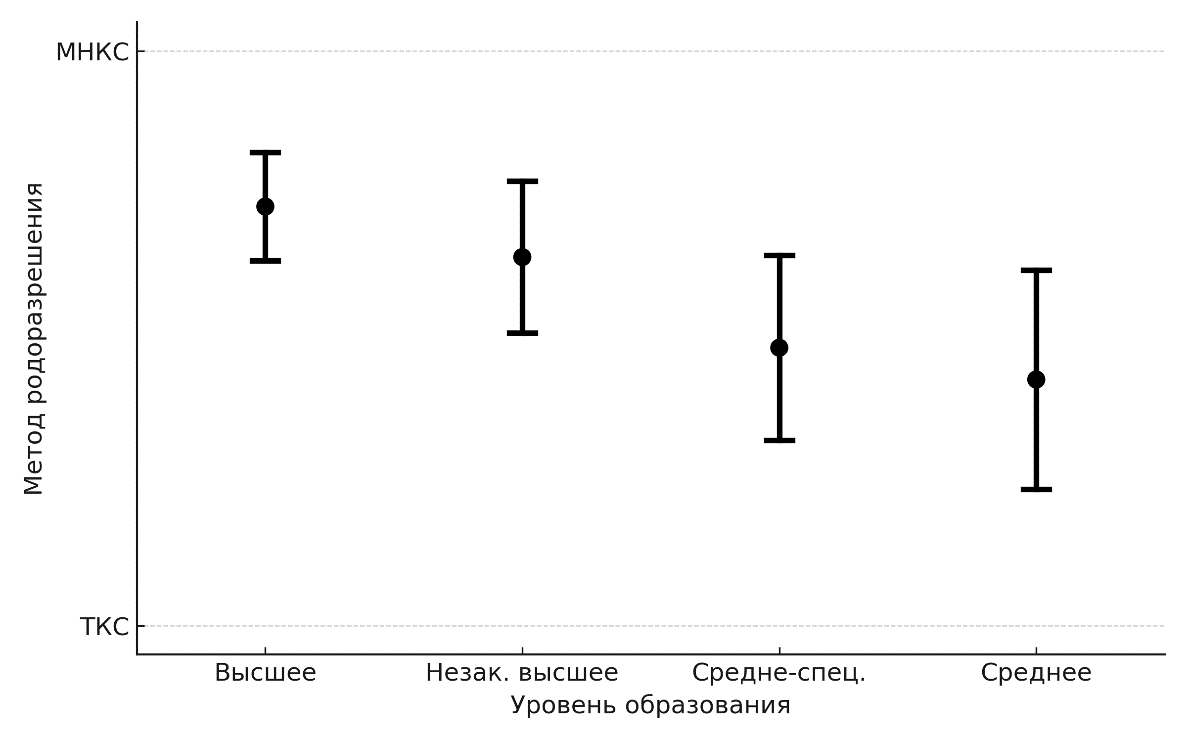 МНКС
Метод родоразрешения
ТКС
Высшее Незак. высшее Средне-спец. Среднее
Уровень образования